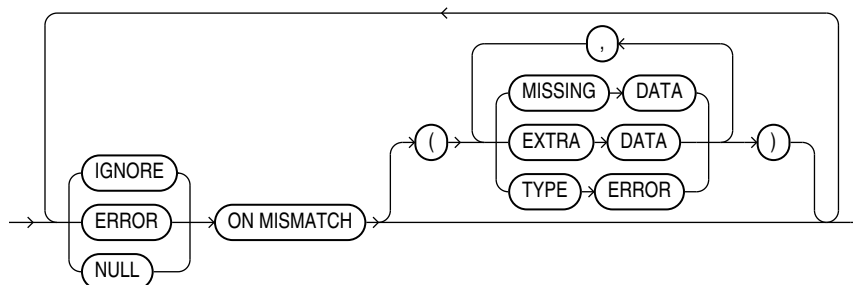 ,
MISSING DATA
( EXTRA DATA )
TYPE ERROR
IGNORE
ERROR ON MISMATCH
NULL